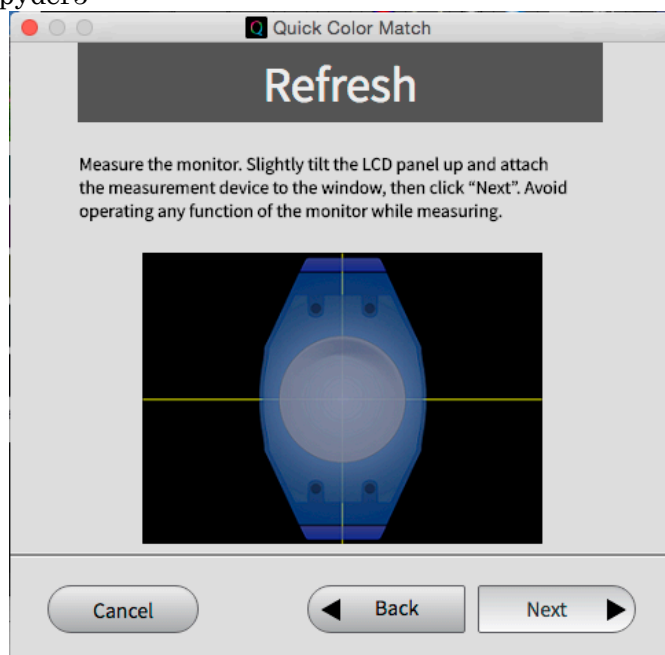 Quick Color Match
Refresh
Measure the monitor. Slightly tilt the LCD panel up and attach
the measurement device to the window, then click “Next”. Avoid
operating any function of the monitor while measuring.
Cancel
Back
Next